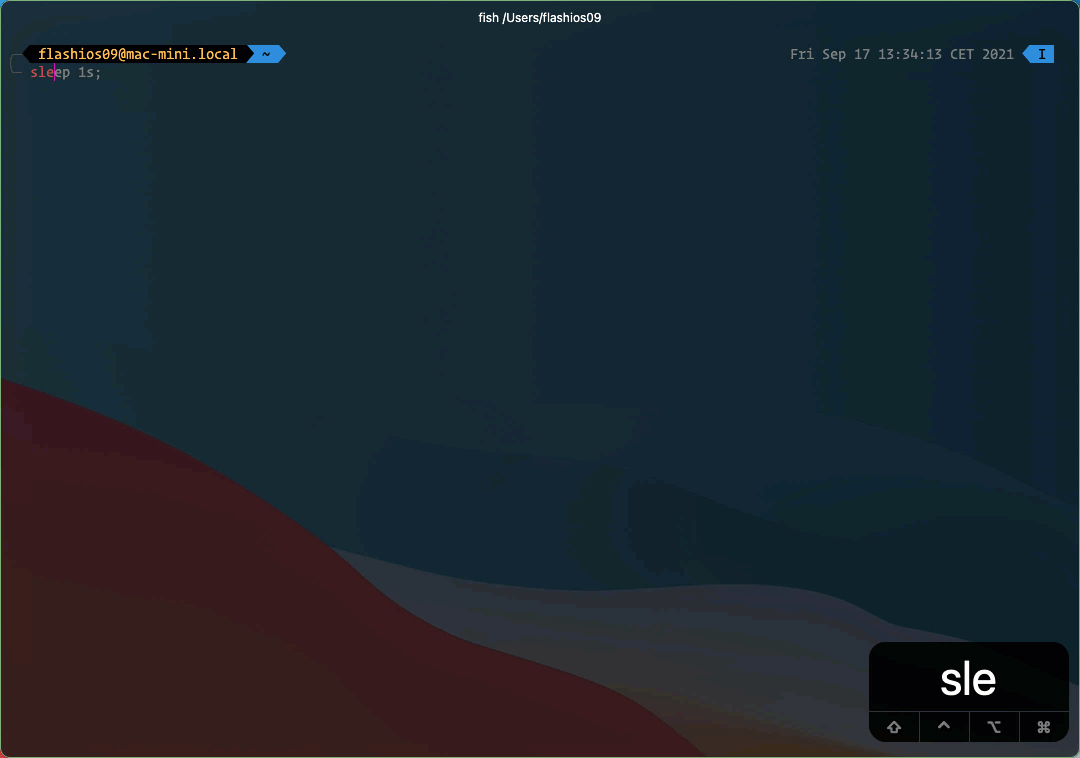 fish /Users/flashios09
flashios09@mac-mini.local ~ Fri Sep 17 13:34:13 CET 2021 I
sleep 1s;
sle
⇧ ⌃ ⌥ ⌘